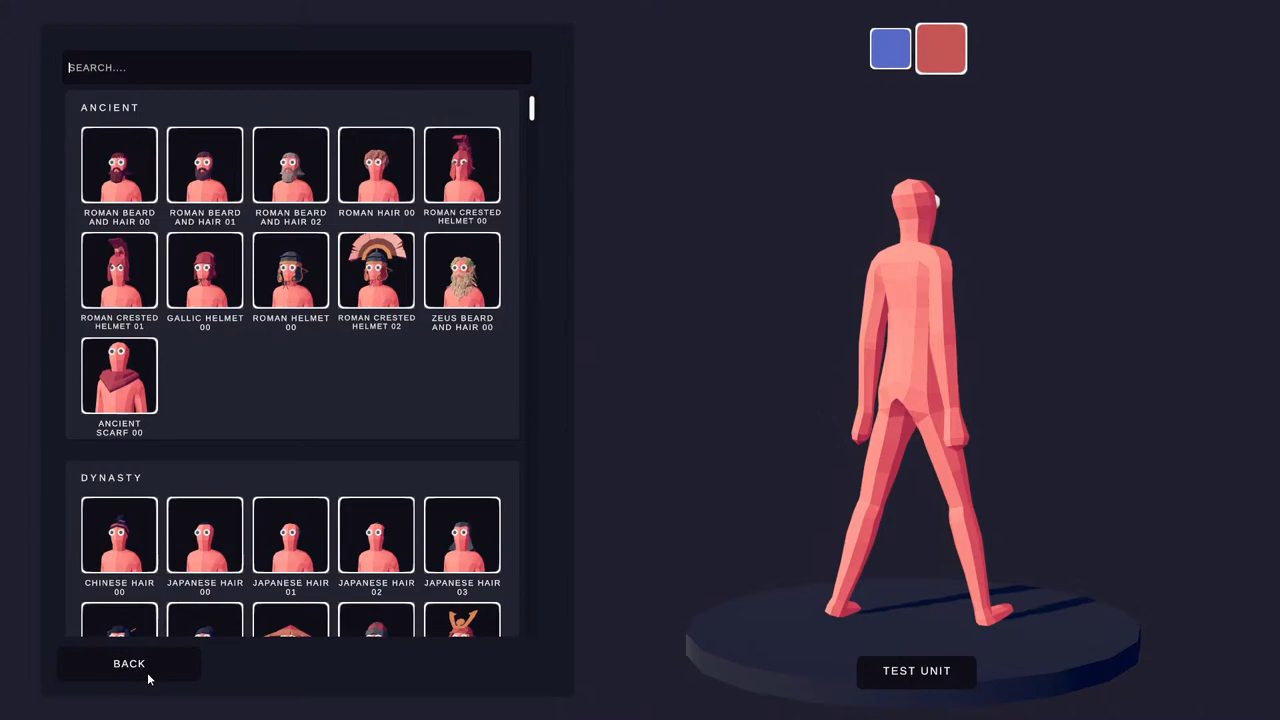 SEARCH....
ANCIENT
ROMAN BEARD
AND HAIR 00
ROMAN BEARD
AND HAIR 01
ROMAN BEARD
AND HAIR 02
ROMAN HAIR 00
ROMAN CRESTED
HELMET 00
ROMAN CRESTED
HELMET 01
GALLIC HELMET
00
ROMAN HELMET
00
ROMAN CRESTED
HELMET 02
ZEUS BEARD
AND HAIR 00
ANCIENT
SCARF 00
DYNASTY
CHINESE HAIR
00
JAPANESE HAIR
00
JAPANESE HAIR
01
JAPANESE HAIR
02
JAPANESE HAIR
03
BACK
TEST UNIT